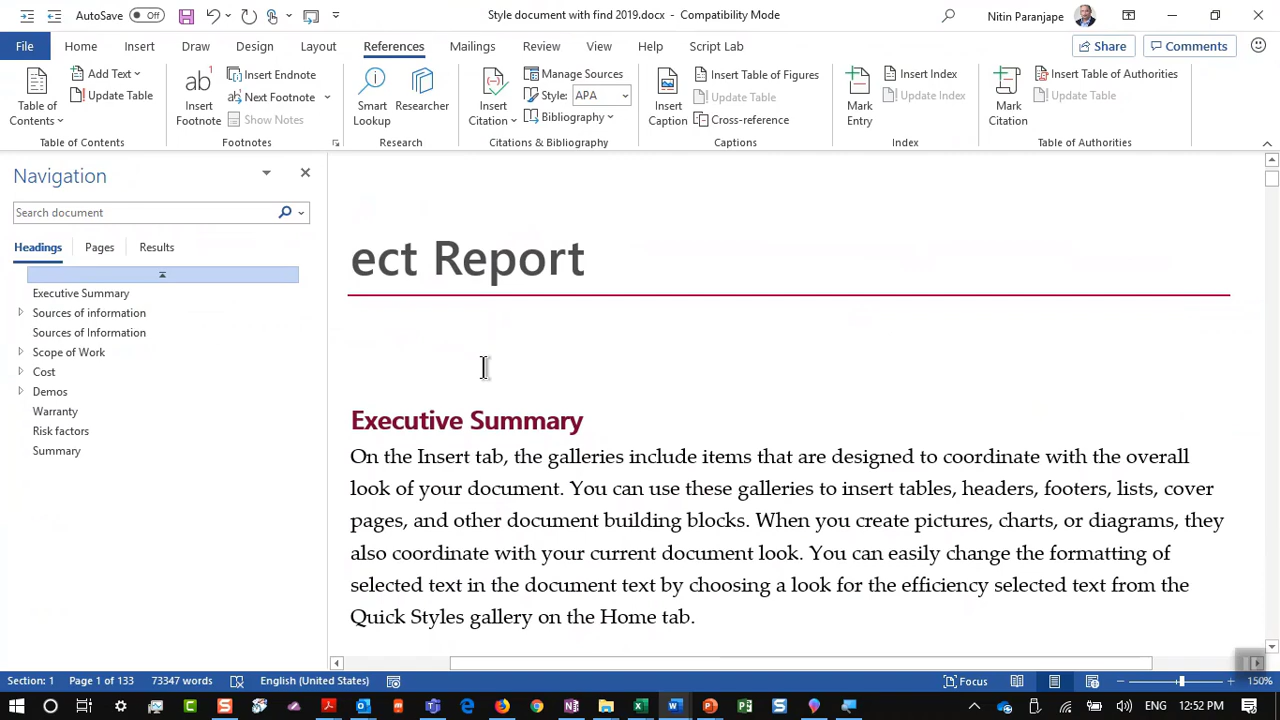 AutoSave Off
Style document with find 2019.docx - Compatibility Mode
Nitin Paranjape
File Home Insert Draw Design Layout References Mailings Review View Help Script Lab
Share Comments
Table of Contents
Add Text
Update Table
Table of Contents
ab1
Insert Footnote
Insert Endnote
Next Footnote
Show Notes
Footnotes
Smart Lookup
Researcher
Research
Insert Citation
Manage Sources
Style: APA
Bibliography
Citations & Bibliography
Insert Caption
Insert Table of Figures
Update Table
Cross-reference
Captions
Mark Entry
Insert Index
Update Index
Index
Mark Citation
Insert Table of Authorities
Update Table
Table of Authorities
Navigation
Search document
Headings Pages Results
Executive Summary
Sources of information
Sources of Information
Scope of Work
Cost
Demos
Warranty
Risk factors
Summary
ect Report
Executive Summary
On the Insert tab, the galleries include items that are designed to coordinate with the overall
look of your document. You can use these galleries to insert tables, headers, footers, lists, cover
pages, and other document building blocks. When you create pictures, charts, or diagrams, they
also coordinate with your current document look. You can easily change the formatting of
selected text in the document text by choosing a look for the efficiency selected text from the
Quick Styles gallery on the Home tab.
Section: 1 Page 1 of 133 73347 words English (United States) Focus 150%
ENG 12:52 PM